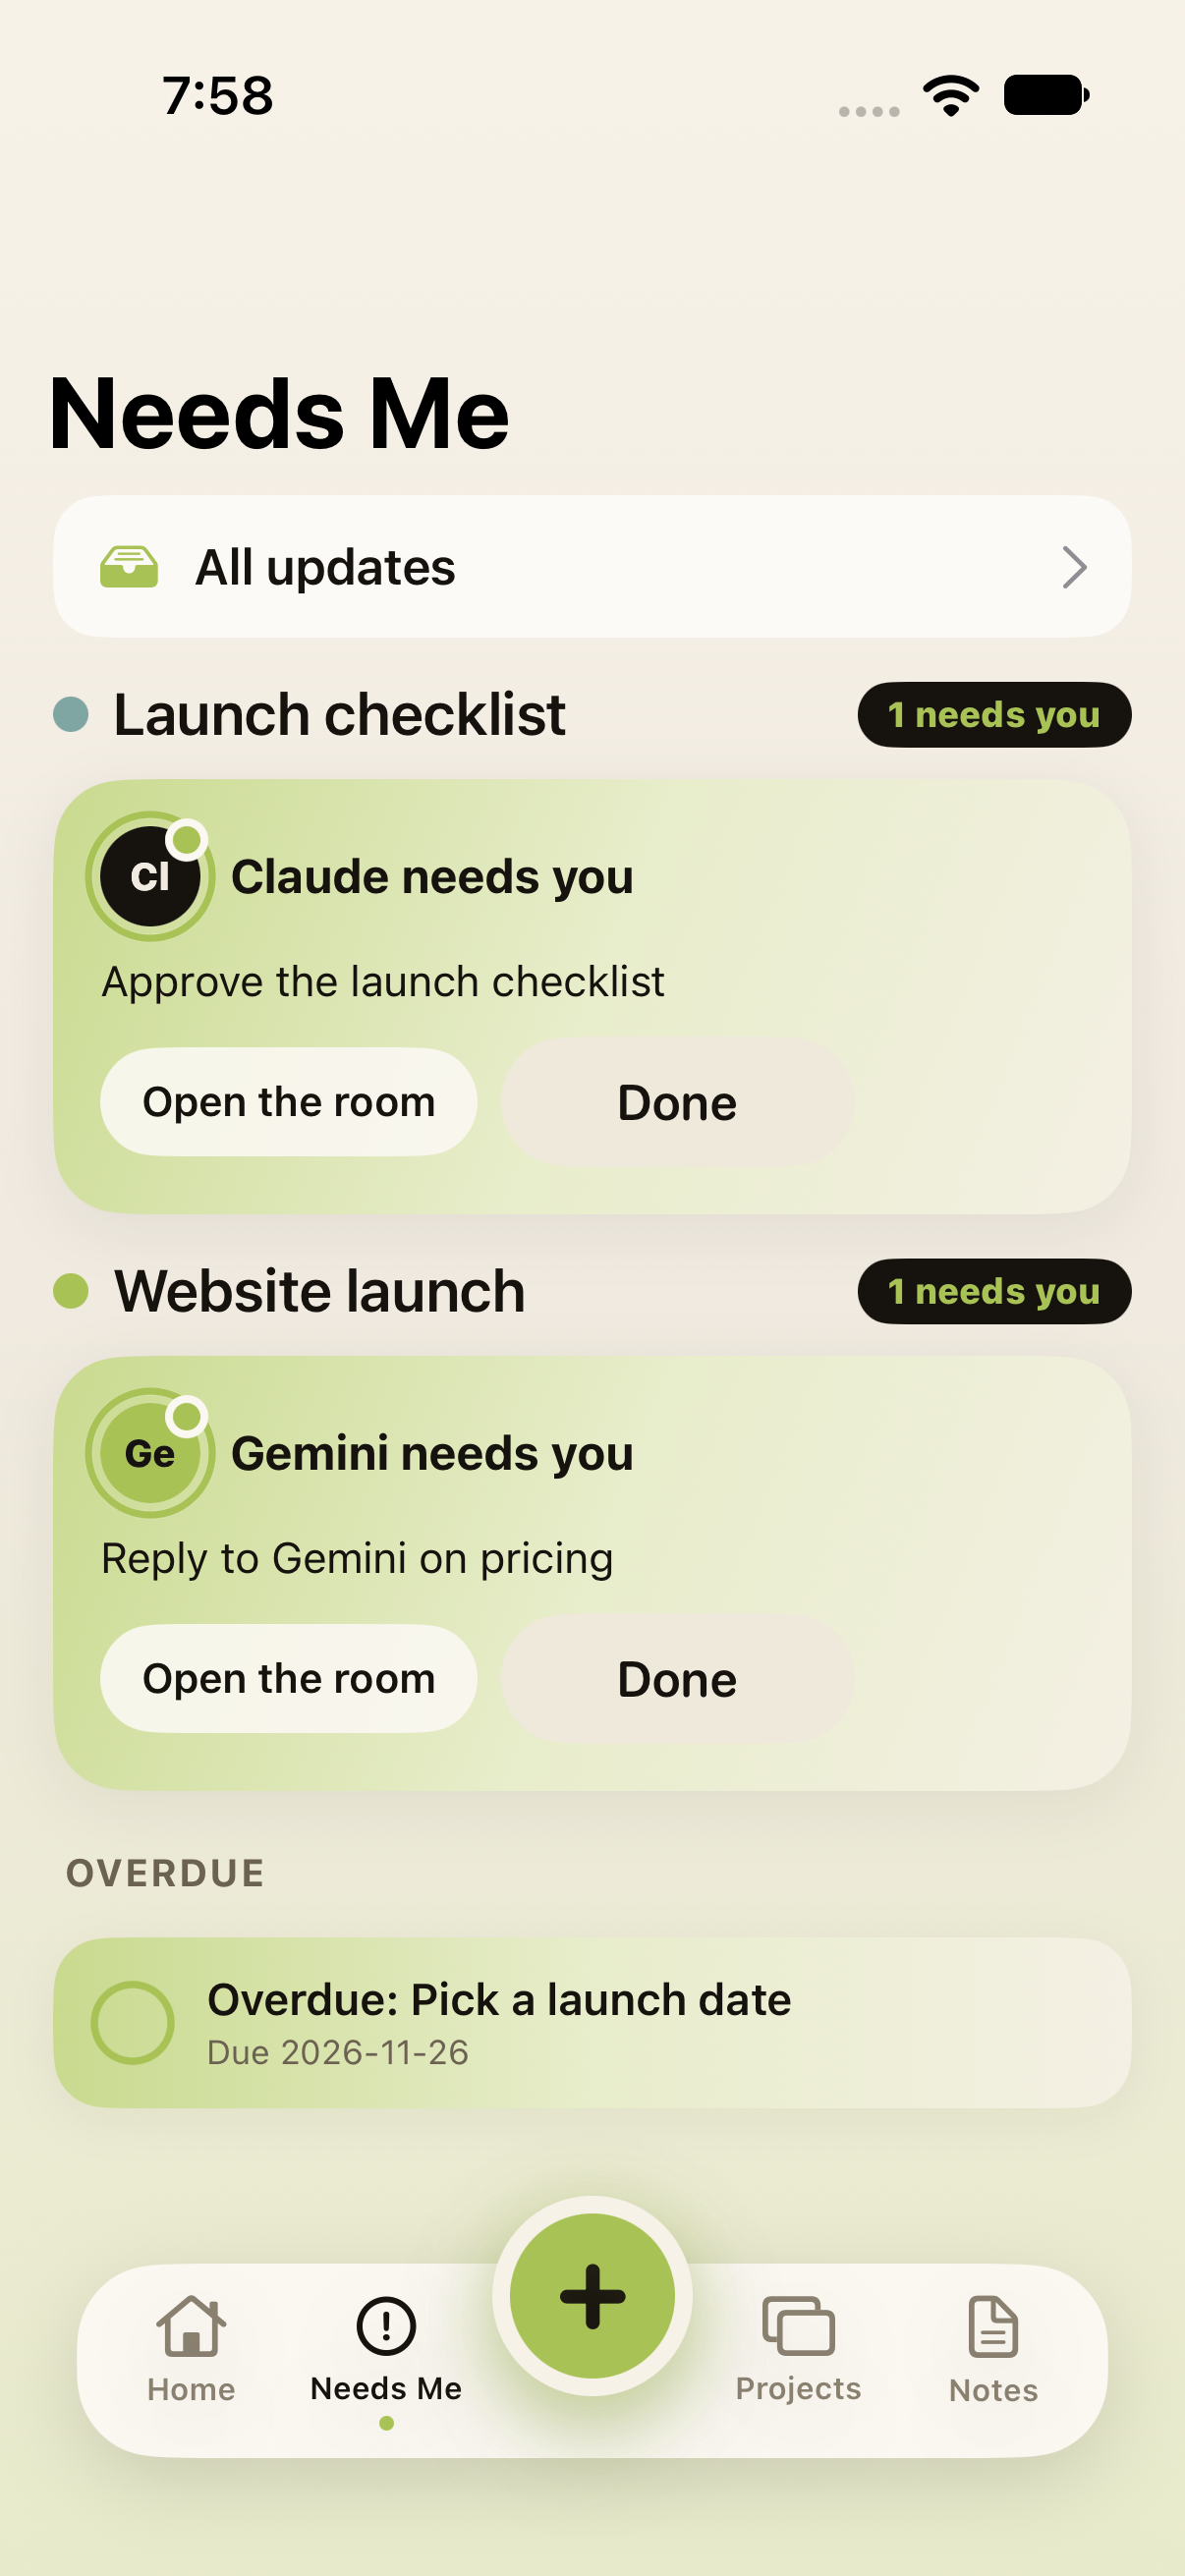 7:58
Needs Me
All updates
Launch checklist
1 needs you
Cl
Claude needs you
Approve the launch checklist
Open the room
Done
Website launch
1 needs you
Ge
Gemini needs you
Reply to Gemini on pricing
Open the room
Done
OVERDUE
Overdue: Pick a launch date
Due 2026-11-26
Home
Needs Me
Projects
Notes